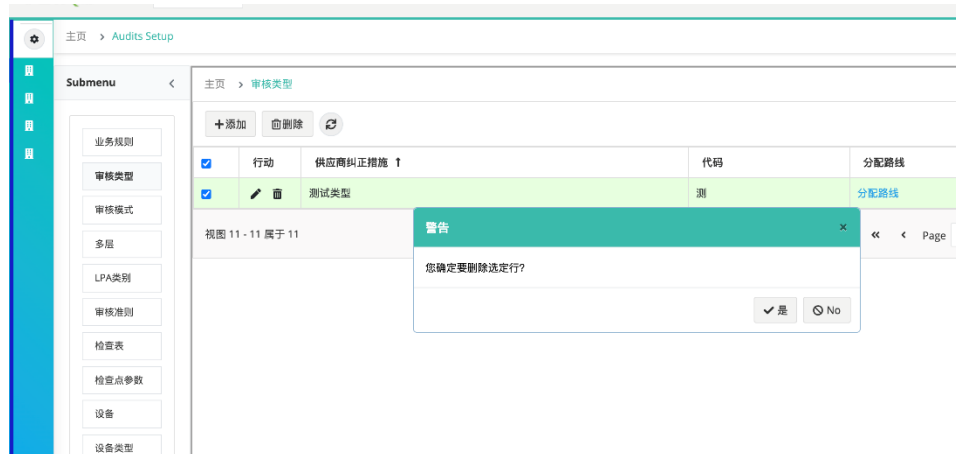 主页 > Audits Setup
Submenu <
主页 > 审核类型
+添加 删除
业务规则
审核类型
审核模式
多层
LPA类别
审核准则
检查表
检查点参数
设备
设备类型
行动 供应商纠正措施 ↑ 代码 分配路线
测试类型 测 分配路线
视图 11 - 11 属于 11
« < Page
警告 ×
您确定要删除选定行?
是 No